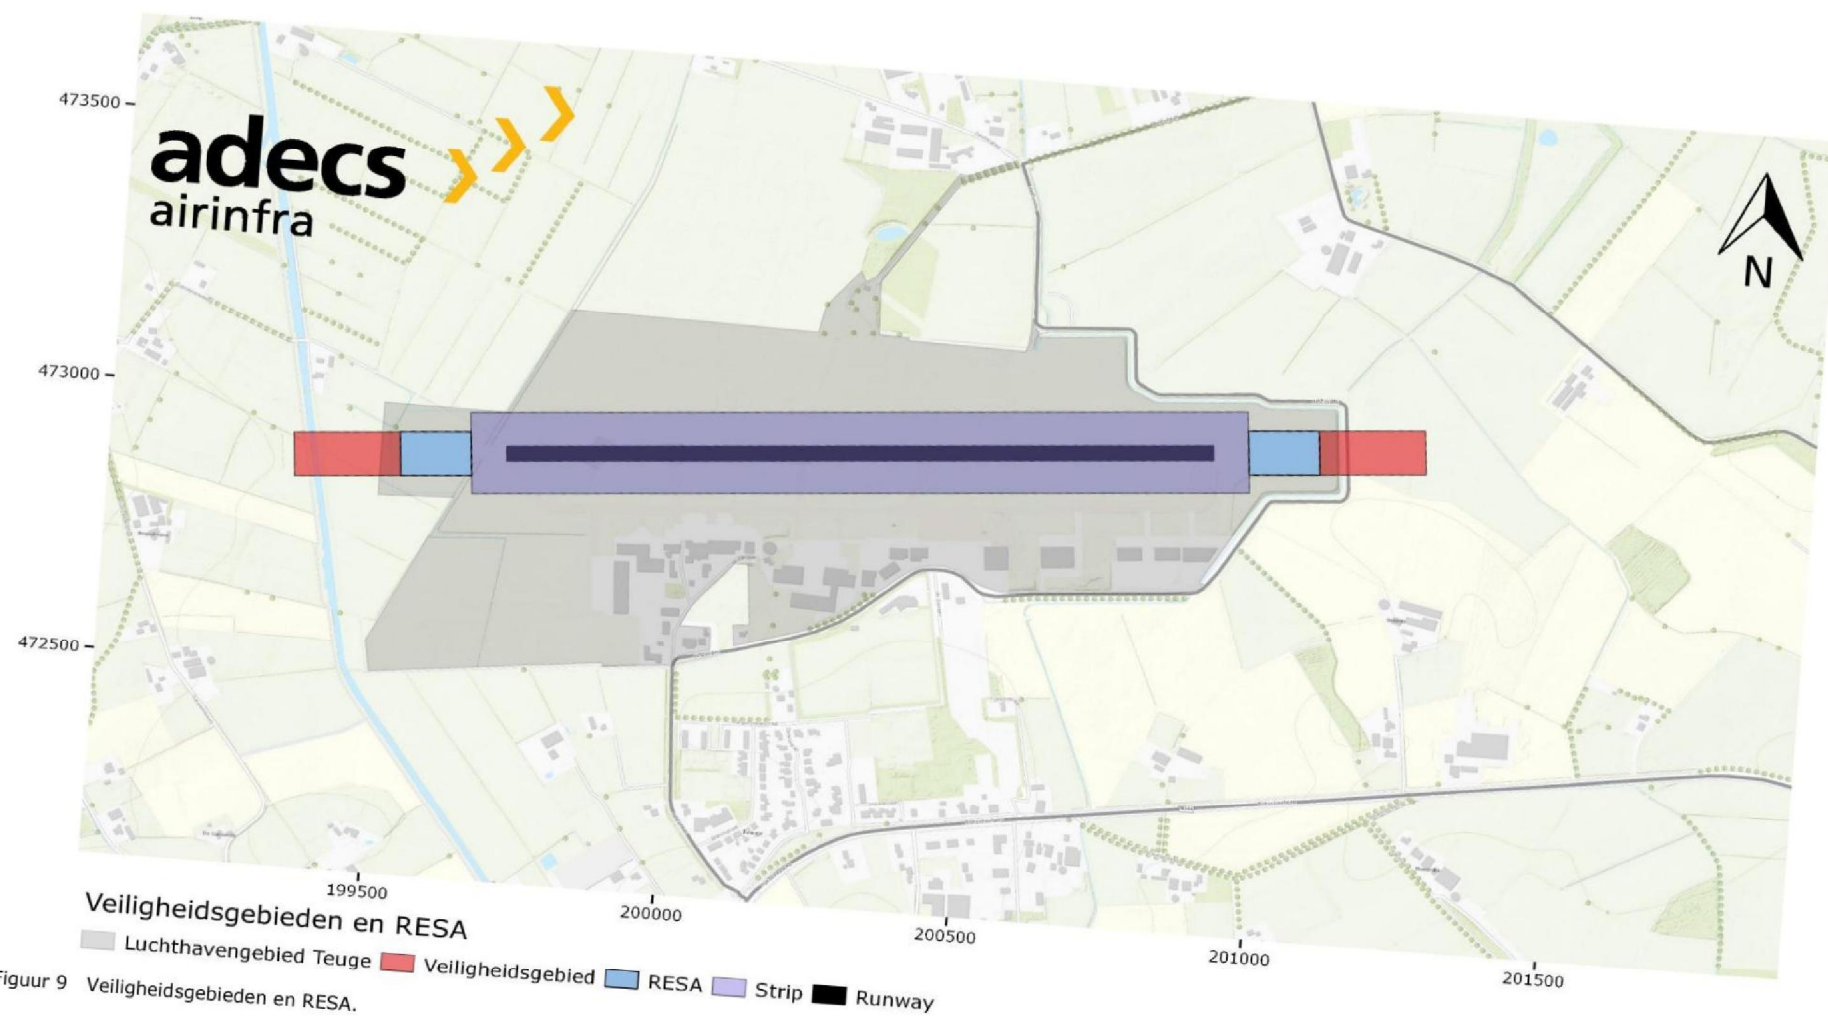 473500
adecs
airinfra
N
473000
472500
199500
200000
200500
201000
201500
Veiligheidsgebieden en RESA
Luchthavengebied Teuge Veiligheidsgebied RESA Strip Runway
Figuur 9 Veiligheidsgebieden en RESA.